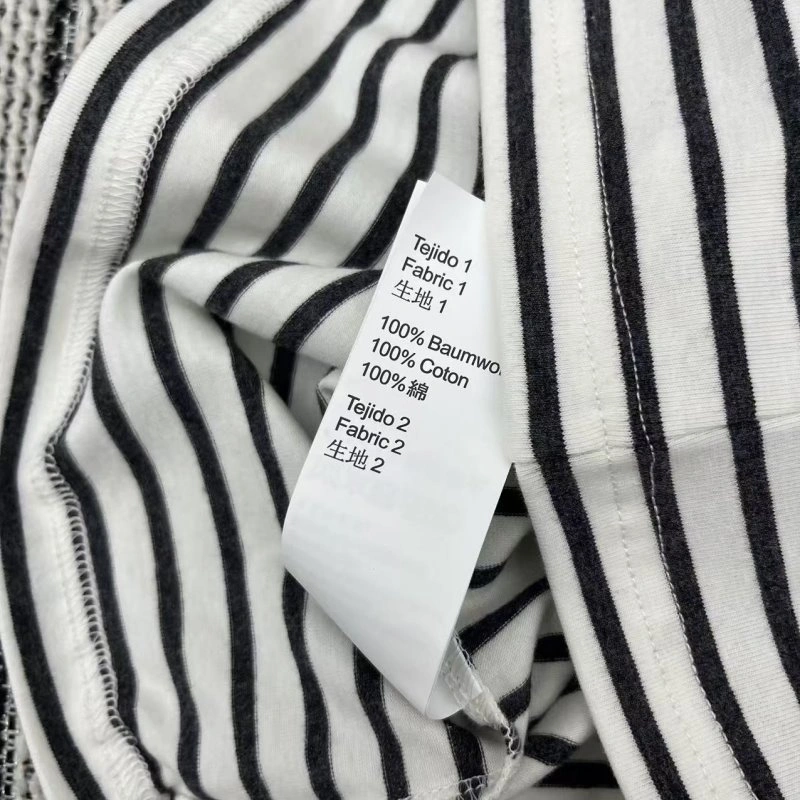 Tejido 1
Fabric 1
生地 1
100% Baumwo
100% Coton
100%綿
Tejido 2
Fabric 2
生地 2